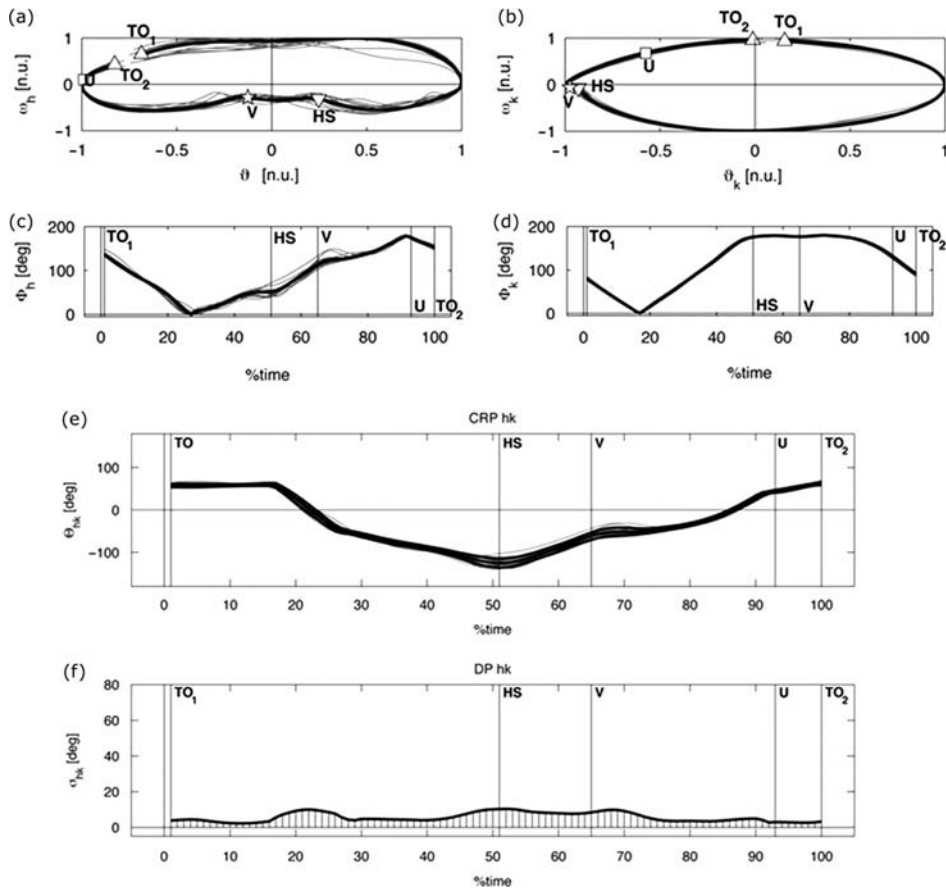 (a)
TO1
U
TO2
V
HS
ωh [n.u.]
1
0
−1
−1
−0.5
0
0.5
1
ϑ [n.u.]
(b)
TO2
TO1
U
HS
V
ωk [n.u.]
1
0
−1
−1
−0.5
0
0.5
1
ϑk [n.u.]
(c)
TO1
HS
V
U
TO2
Φh [deg]
200
100
0
0
20
40
60
80
100
%time
(d)
TO1
HS
V
U
TO2
Φk [deg]
200
100
0
0
20
40
60
80
100
%time
(e)
CRP hk
TO
HS
V
U
TO2
Θhk [deg]
100
0
−100
0
10
20
30
40
50
60
70
80
90
100
%time
(f)
DP hk
TO1
HS
V
U
TO2
σhk [deg]
80
60
40
20
0
0
10
20
30
40
50
60
70
80
90
100
%time